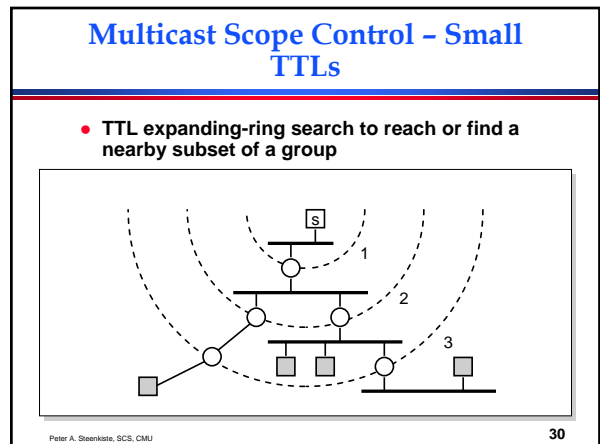 Multicast Scope Control – Small
TTLs
● TTL expanding-ring search to reach or find a
nearby subset of a group
s
1
2
3
Peter A. Steenkiste, SCS, CMU
30